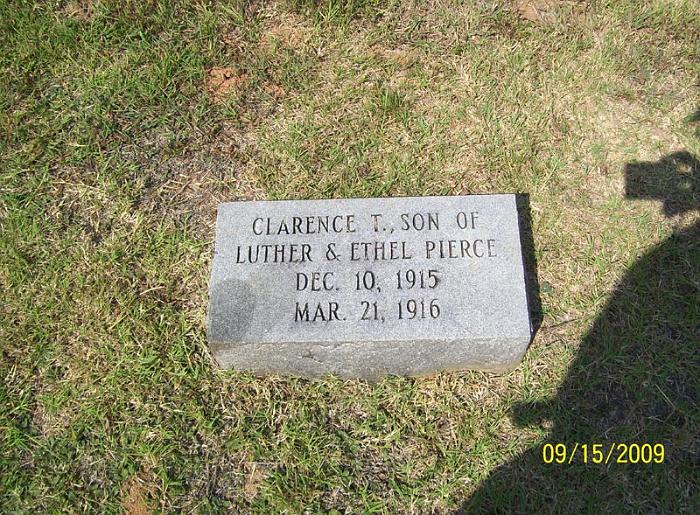 CLARENCE T., SON OF
LUTHER & ETHEL PIERCE
DEC. 10, 1915
MAR. 21, 1916
09/15/2009